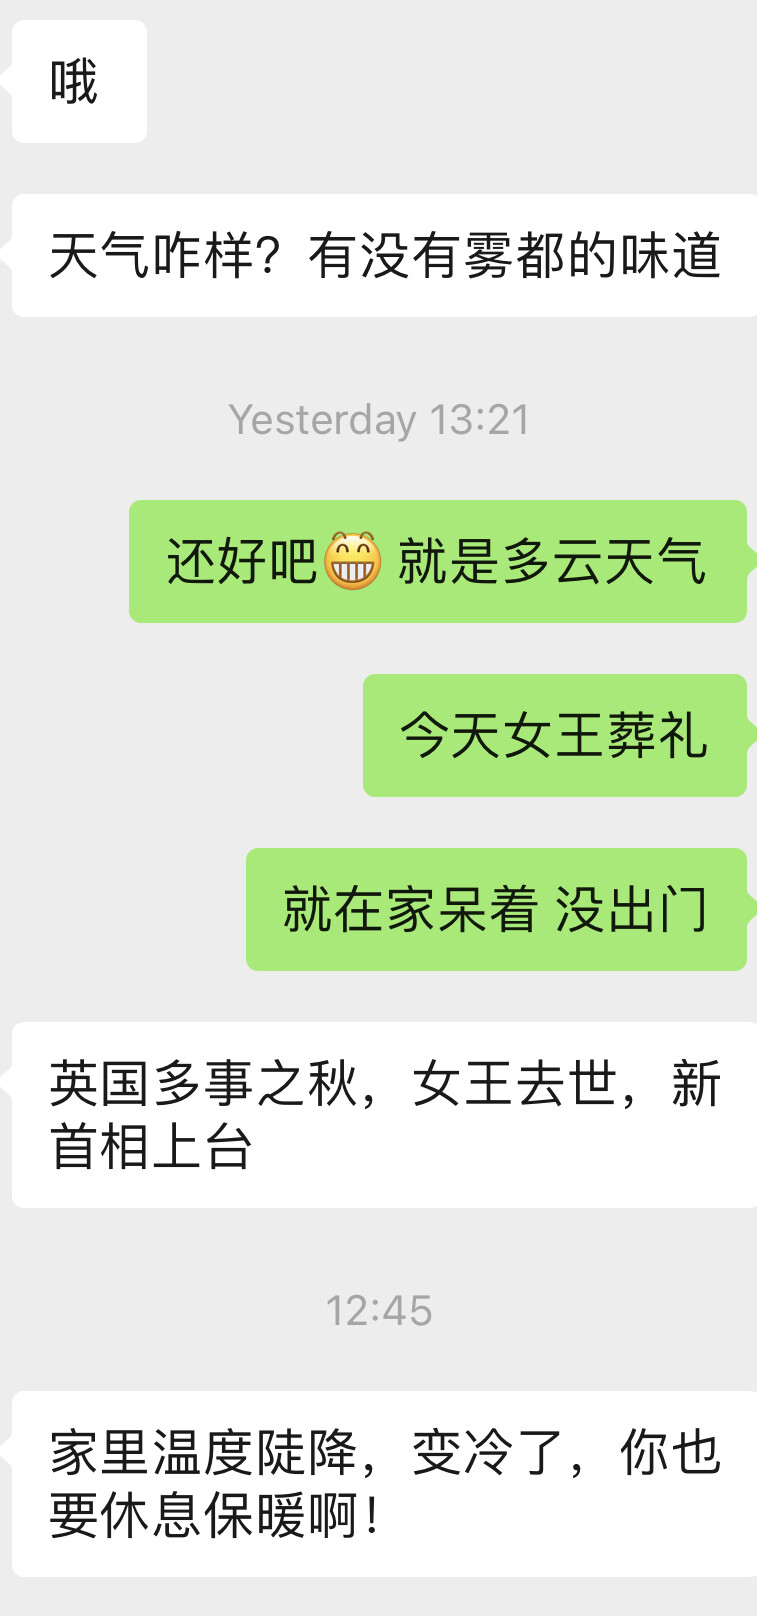 哦
天气咋样？有没有雾都的味道
Yesterday 13:21
还好吧😁 就是多云天气
今天女王葬礼
就在家呆着 没出门
英国多事之秋，女王去世，新
首相上台
12:45
家里温度陡降，变冷了，你也
要休息保暖啊！